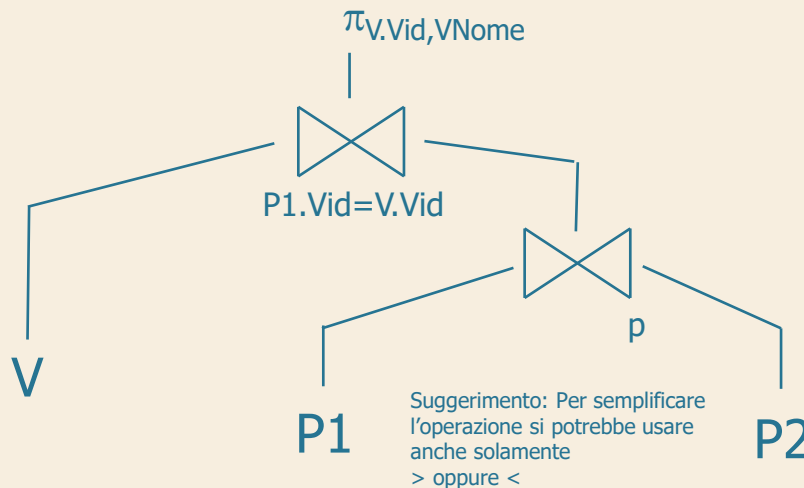 πV.Vid,VNome
P1.Vid=V.Vid
p
V
P1
P2
Suggerimento: Per semplificare
l'operazione si potrebbe usare
anche solamente
> oppure <